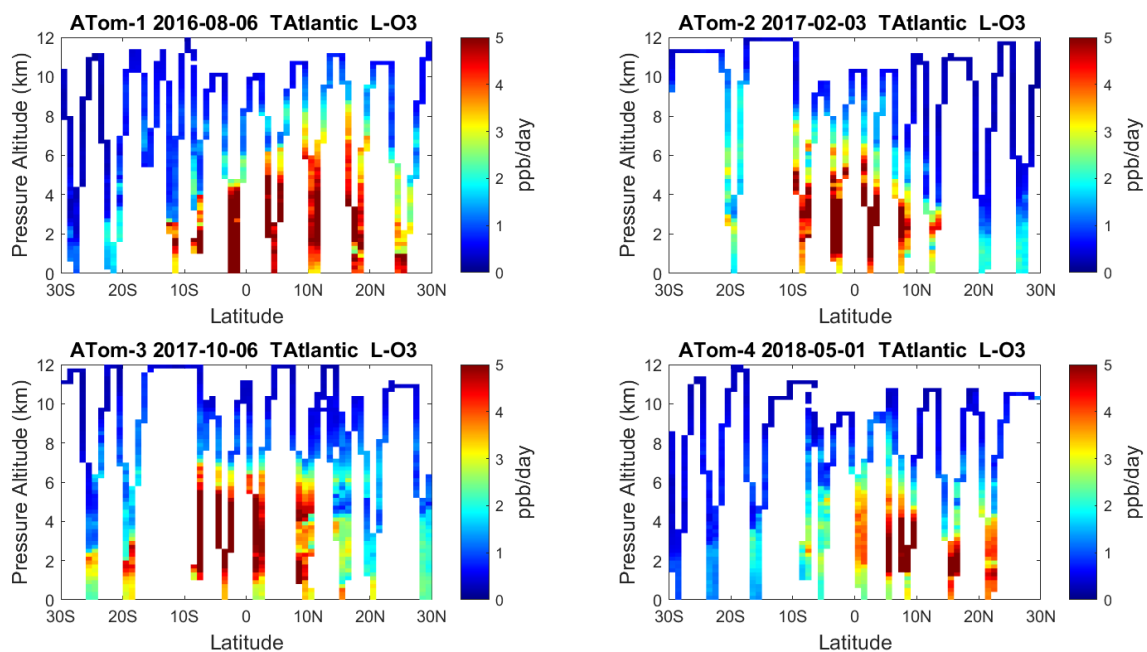 ATom-1 2016-08-06 TAtlantic L-O3
12
10
8
6
4
2
0
Pressure Altitude (km)
30S 20S 10S 0 10N 20N 30N
Latitude
5
4
3
2
1
0
ppb/day
ATom-2 2017-02-03 TAtlantic L-O3
12
10
8
6
4
2
0
Pressure Altitude (km)
30S 20S 10S 0 10N 20N 30N
Latitude
5
4
3
2
1
0
ppb/day
ATom-3 2017-10-06 TAtlantic L-O3
12
10
8
6
4
2
0
Pressure Altitude (km)
30S 20S 10S 0 10N 20N 30N
Latitude
5
4
3
2
1
0
ppb/day
ATom-4 2018-05-01 TAtlantic L-O3
12
10
8
6
4
2
0
Pressure Altitude (km)
30S 20S 10S 0 10N 20N 30N
Latitude
5
4
3
2
1
0
ppb/day